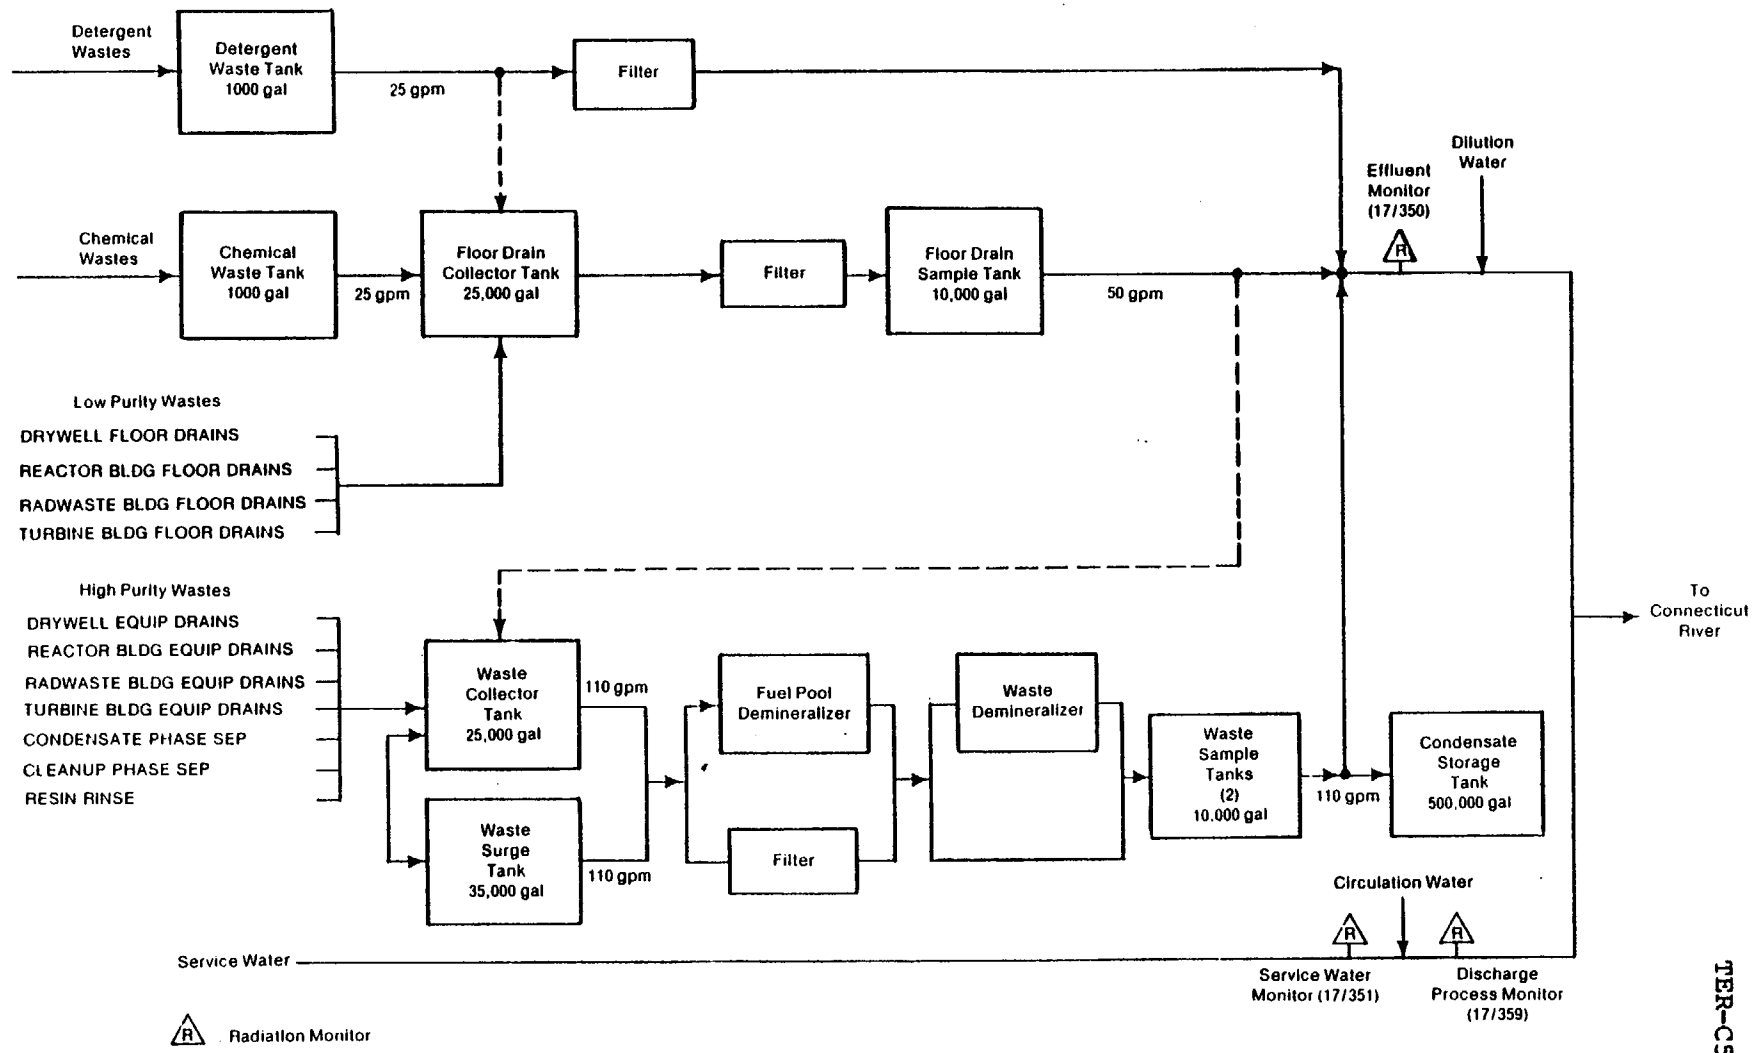 Detergent
Wastes
Detergent
Waste Tank
1000 gal
25 gpm
Filter
Dilution
Water
Effluent
Monitor
(17/350)
R
Chemical
Wastes
Chemical
Waste Tank
1000 gal
25 gpm
Floor Drain
Collector Tank
25,000 gal
Filter
Floor Drain
Sample Tank
10,000 gal
50 gpm
Low Purity Wastes
DRYWELL FLOOR DRAINS
REACTOR BLDG FLOOR DRAINS
RADWASTE BLDG FLOOR DRAINS
TURBINE BLDG FLOOR DRAINS
High Purity Wastes
DRYWELL EQUIP DRAINS
REACTOR BLDG EQUIP DRAINS
RADWASTE BLDG EQUIP DRAINS
TURBINE BLDG EQUIP DRAINS
CONDENSATE PHASE SEP
CLEANUP PHASE SEP
RESIN RINSE
Waste
Collector
Tank
25,000 gal
110 gpm
Waste
Surge
Tank
35,000 gal
110 gpm
Fuel Pool
Demineralizer
Filter
Waste
Demineralizer
Waste
Sample
Tanks
(2)
10.000 gal
110 gpm
Condensate
Storage
Tank
500,000 gal
To
Connecticut
River
Circulation Water
R
R
Service Water
Service Water
Monitor (17/351)
Discharge
Process Monitor
(17/359)
R Radiation Monitor
TER-CS